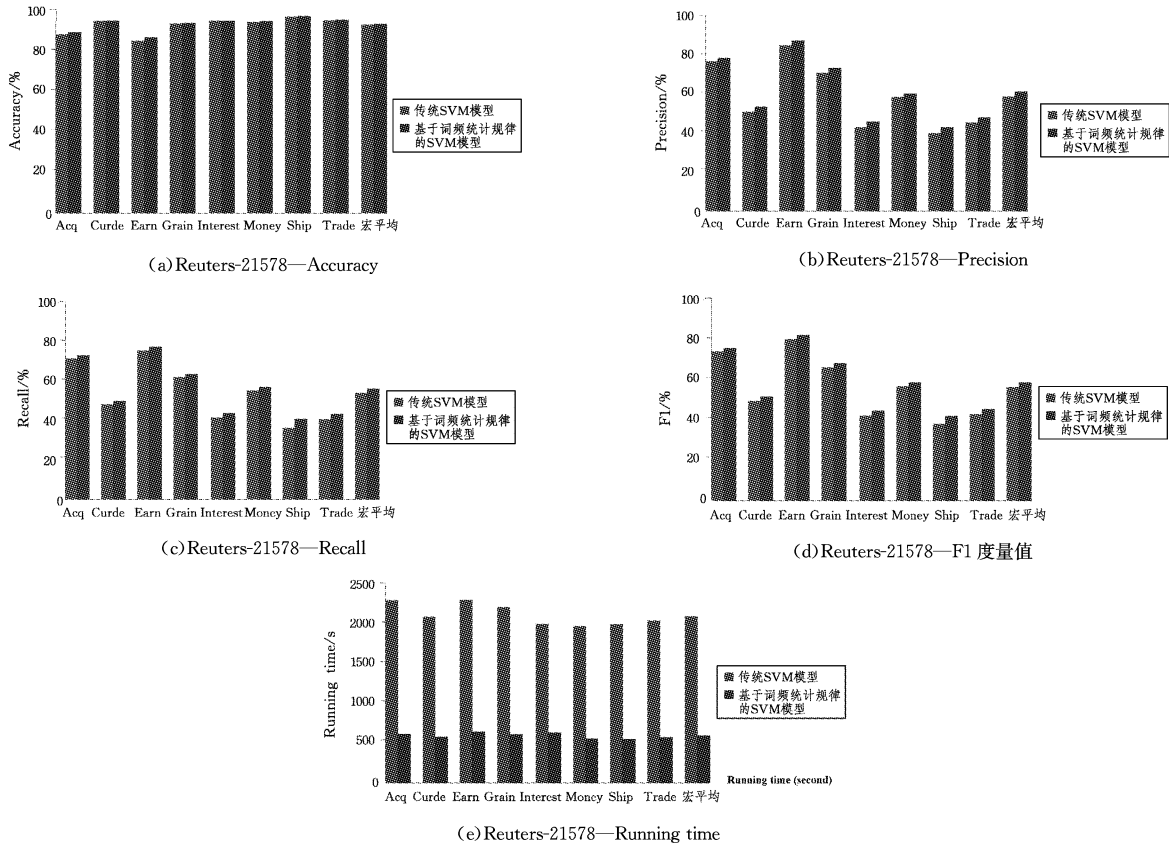 100
80
60
40
20
0
Accuracy/%
Acq Curde Earn Grain Interest Money Ship Trade 宏平均
传统SVM模型
基于词频统计规律
的SVM模型
(a)Reuters-21578—Accuracy
100
80
60
40
20
0
Precision/%
Acq Curde Earn Grain Interest Money Ship Trade 宏平均
传统SVM模型
基于词频统计规律
的SVM模型
(b)Reuters-21578—Precision
100
80
60
40
20
0
Recall/%
Acq Curde Earn Grain Interest Money Ship Trade 宏平均
传统SVM模型
基于词频统计规律
的SVM模型
(c)Reuters-21578—Recall
100
80
60
40
20
0
F1/%
Acq Curde Earn Grain Interest Money Ship Trade 宏平均
传统SVM模型
基于词频统计规律
的SVM模型
(d)Reuters-21578—F1 度量值
2500
2000
1500
1000
500
0
Running time/s
Acq Curde Earn Grain Interest Money Ship Trade 宏平均
传统SVM模型
基于词频统计规律
的SVM模型
Running time (second)
(e)Reuters-21578—Running time